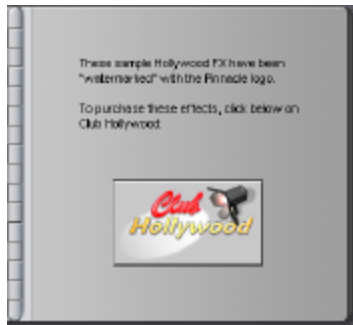 These sample Hollywood FX have been
"watermarked" with the Pinnacle logo.
To purchase these effects, click below on
Club Hollywood
Club
Hollywood